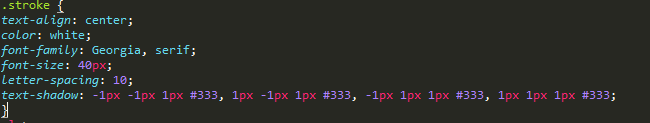 .stroke {
text-align: center;
color: white;
font-family: Georgia, serif;
font-size: 40px;
letter-spacing: 10;
text-shadow: -1px -1px 1px #333, 1px -1px 1px #333, -1px 1px 1px #333, 1px 1px 1px #333;
}